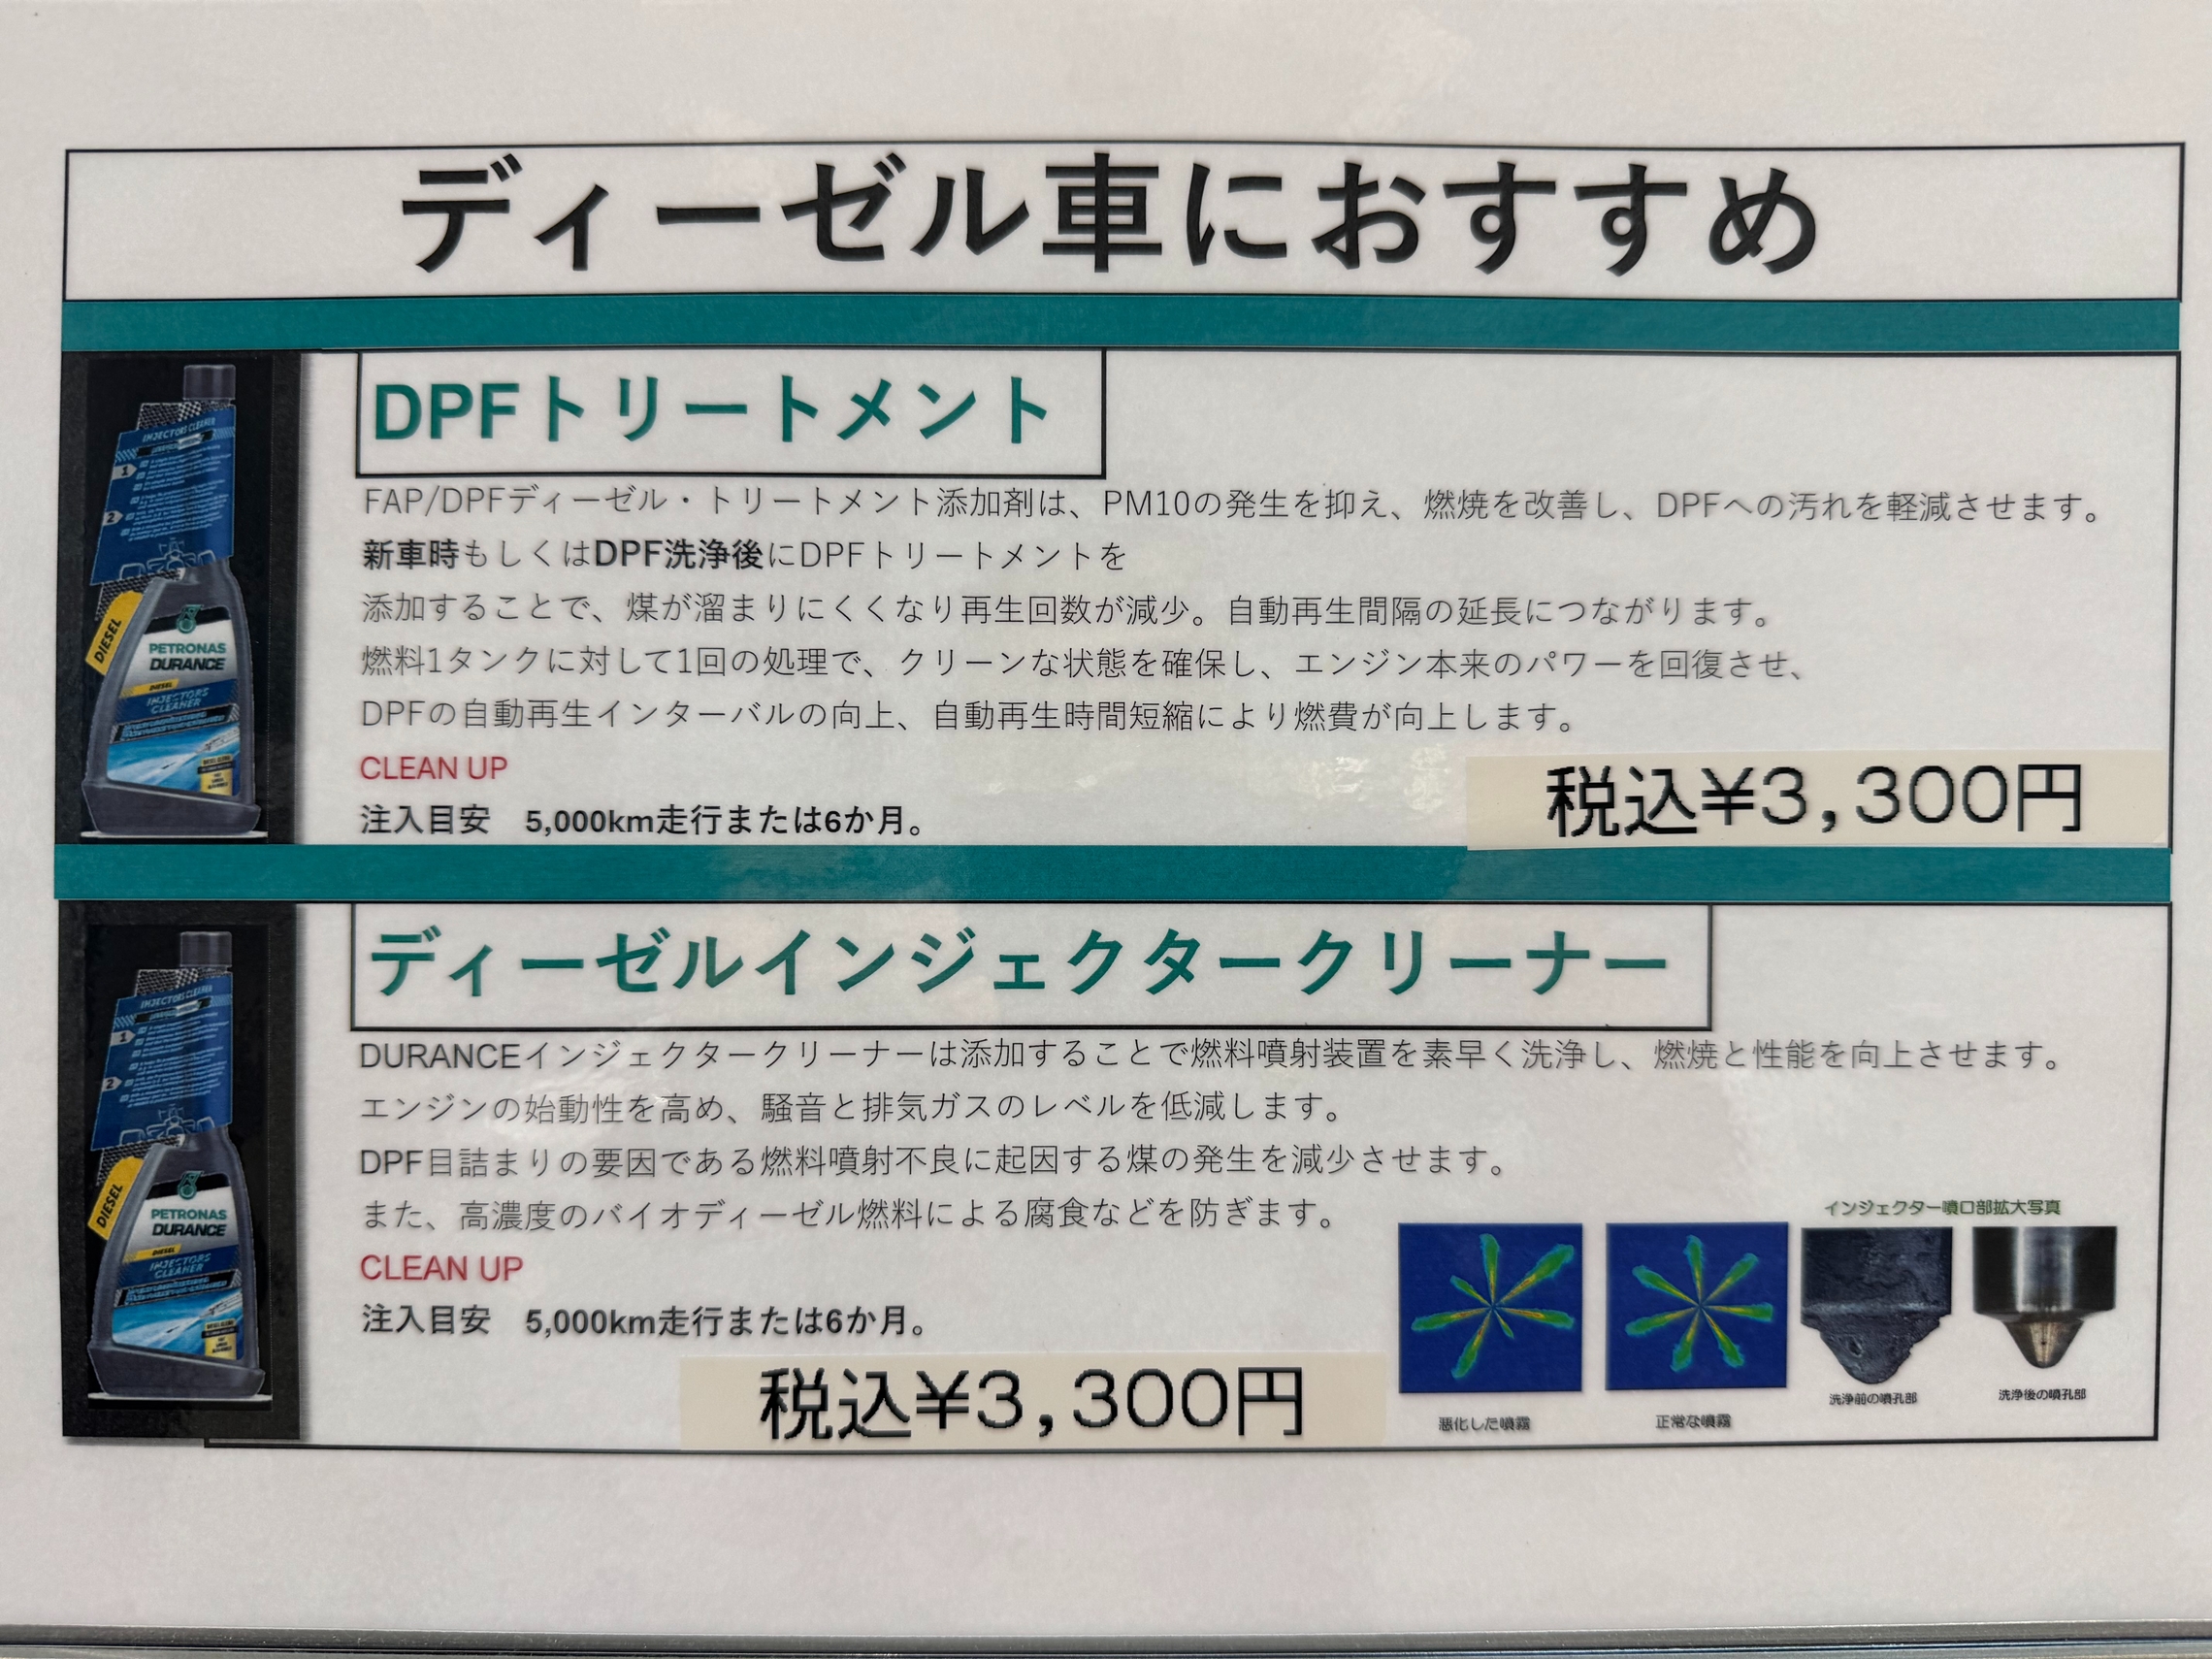 ディーゼル車におすすめ
DPFトリートメント
FAP/DPFディーゼル・トリートメント添加剤は、PM10の発生を抑え、燃焼を改善し、DPFへの汚れを軽減させます。
新車時もしくはDPF洗浄後にDPFトリートメントを
添加することで、煤が溜まりにくくなり再生回数が減少。自動再生間隔の延長につながります。
燃料1タンクに対して1回の処理で、クリーンな状態を確保し、エンジン本来のパワーを回復させ、
DPFの自動再生インターバルの向上、自動再生時間短縮により燃費が向上します。
CLEAN UP
注入目安　5,000km走行または6か月。
税込¥3,300円
INJECTORS CLEANER
1
2
DIESEL
PETRONAS
DURANCE
DIESEL
INJECTORS
CLEANER
ディーゼルインジェクタークリーナー
DURANCEインジェクタークリーナーは添加することで燃料噴射装置を素早く洗浄し、燃焼と性能を向上させます。
エンジンの始動性を高め、騒音と排気ガスのレベルを低減します。
DPF目詰まりの要因である燃料噴射不良に起因する煤の発生を減少させます。
また、高濃度のバイオディーゼル燃料による腐食などを防ぎます。
CLEAN UP
注入目安　5,000km走行または6か月。
税込¥3,300円
INJECTORS CLEANER
1
2
DIESEL
PETRONAS
DURANCE
DIESEL
INJECTORS
CLEANER
インジェクター噴口部拡大写真
悪化した噴霧
正常な噴霧
洗浄前の噴孔部
洗浄後の噴孔部